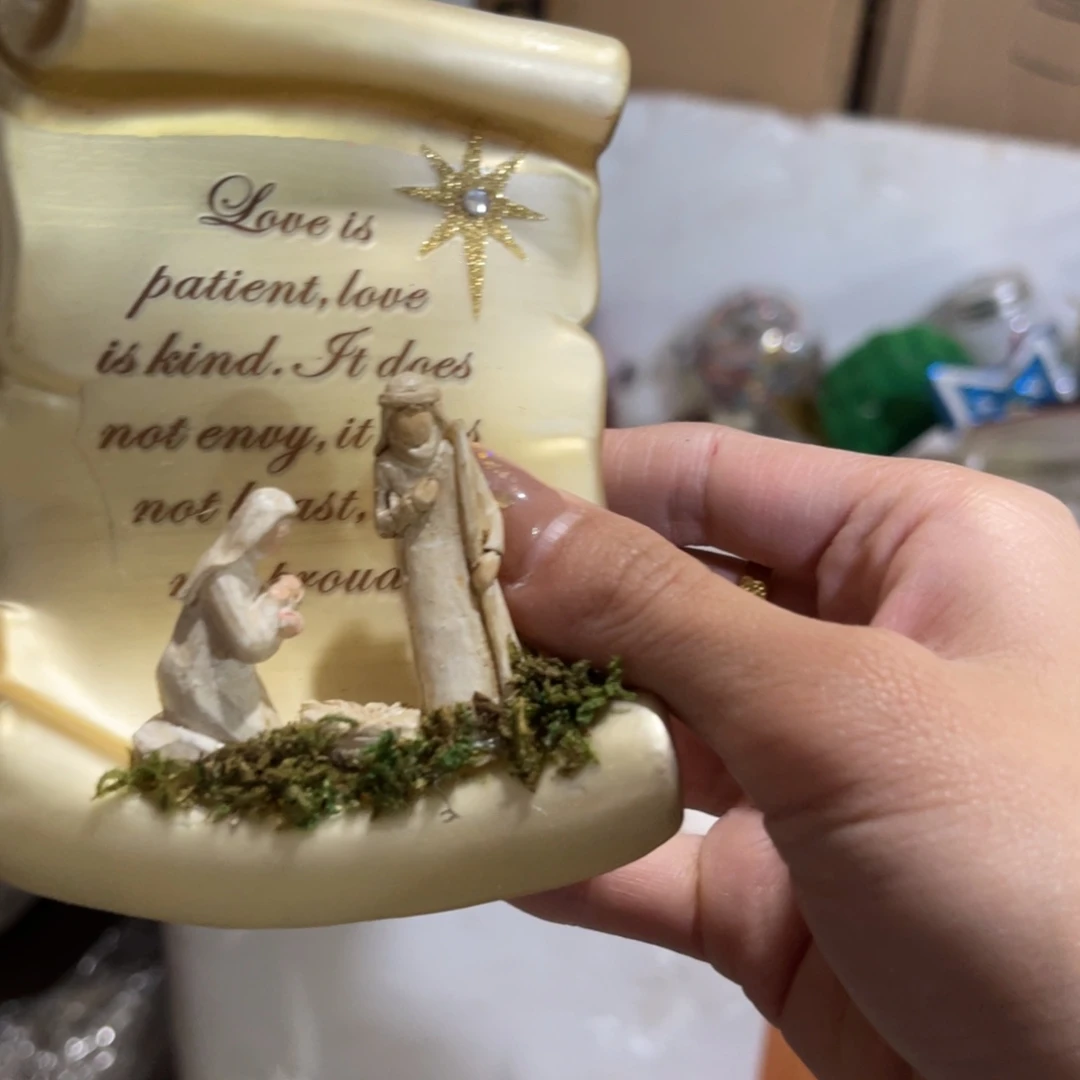 Love is
patient, love
is kind. It does
not envy, it
not